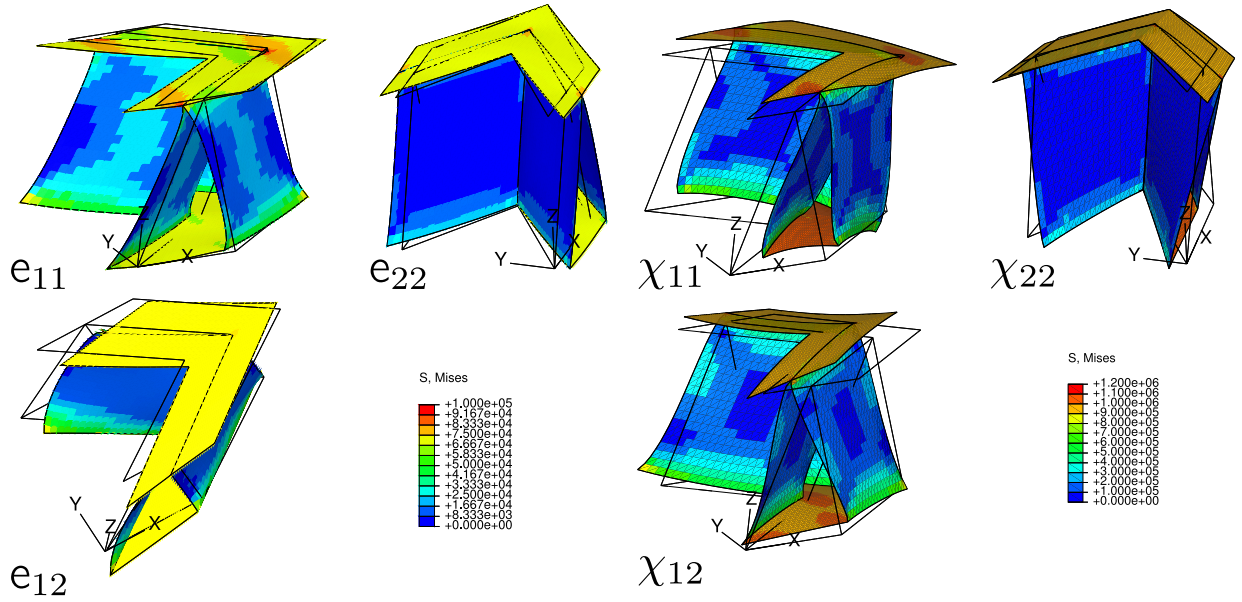 Y
Z
X
e11
Y
Z
X
e22
Z
Y
X
χ11
Z
Y
X
χ22
Y
Z
X
e12
S, Mises
+1.000e+05
+9.167e+04
+8.333e+04
+7.500e+04
+6.667e+04
+5.833e+04
+5.000e+04
+4.167e+04
+3.333e+04
+2.500e+04
+1.667e+04
+8.333e+03
+0.000e+00
Z
Y
X
χ12
S, Mises
+1.200e+06
+1.100e+06
+1.000e+06
+9.000e+05
+8.000e+05
+7.000e+05
+6.000e+05
+5.000e+05
+4.000e+05
+3.000e+05
+2.000e+05
+1.000e+05
+0.000e+00